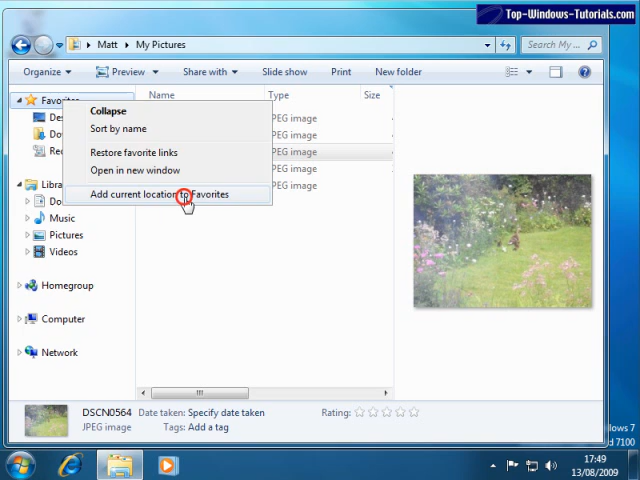 Top-Windows-Tutorials.com
Matt ▸ My Pictures
Search My ...
Organize
Preview
Share with
Slide show
Print
New folder
Favorites
Name
Type
Size
Collapse
Sort by name
Restore favorite links
Open in new window
Add current location to Favorites
JPEG image
JPEG image
JPEG image
JPEG image
JPEG image
Music
Pictures
Videos
Homegroup
Computer
Network
DSCN0564
Date taken: Specify date taken
Rating:
JPEG image
Tags: Add a tag
7100
17:49
13/08/2009